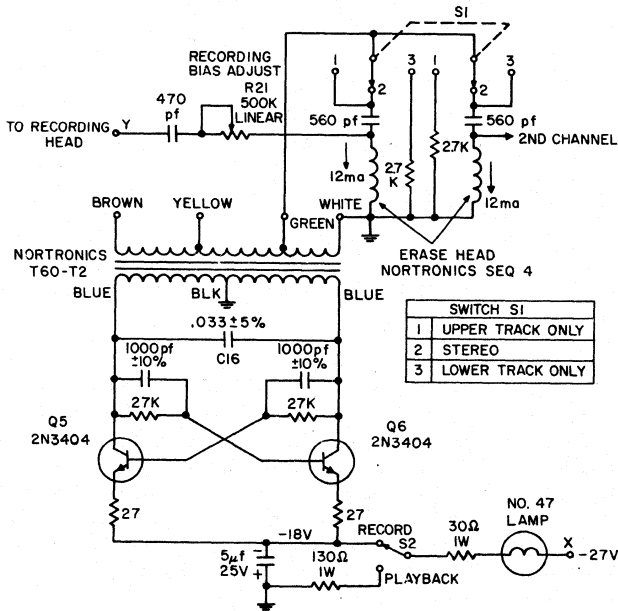 S1
RECORDING
BIAS ADJUST
R21
500K
LINEAR
1
2
3
1
2
3
470
pf
Y
TO RECORDING
HEAD
560 pf
560 pf
2ND CHANNEL
12ma
2.7
K
2.7K
12ma
BROWN
YELLOW
GREEN
WHITE
ERASE HEAD
NORTRONICS SEQ 4
NORTRONICS
T60-T2
BLUE
BLK
BLUE
SWITCH S1
1 UPPER TRACK ONLY
2 STEREO
3 LOWER TRACK ONLY
.033±5%
C16
1000pf
±10%
1000pf
±10%
27K
27K
Q5
2N3404
Q6
2N3404
27
27
-18V
RECORD
S2
PLAYBACK
30Ω
1W
NO. 47
LAMP
X
-27V
5µf
25V
-
+
130Ω
1W